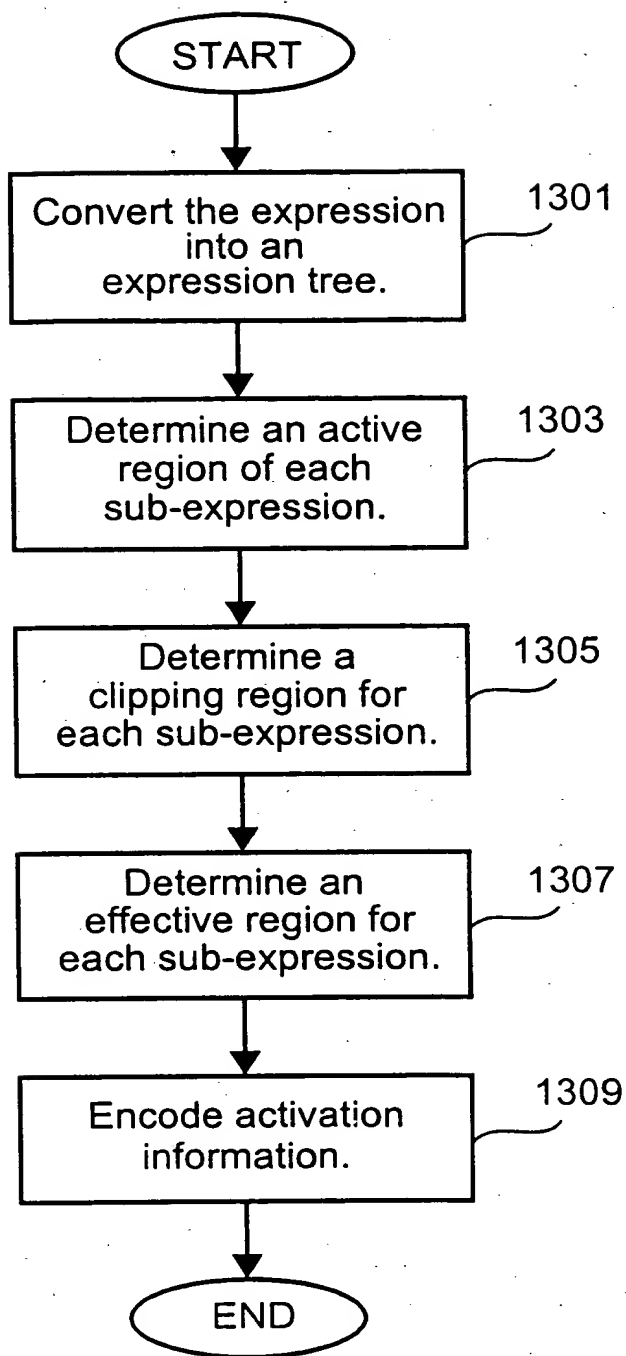 START
Convert the expression
into an
expression tree.
1301
Determine an active
region of each
sub-expression.
1303
Determine a
clipping region for
each sub-expression.
1305
Determine an
effective region for
each sub-expression.
1307
Encode activation
information.
1309
END